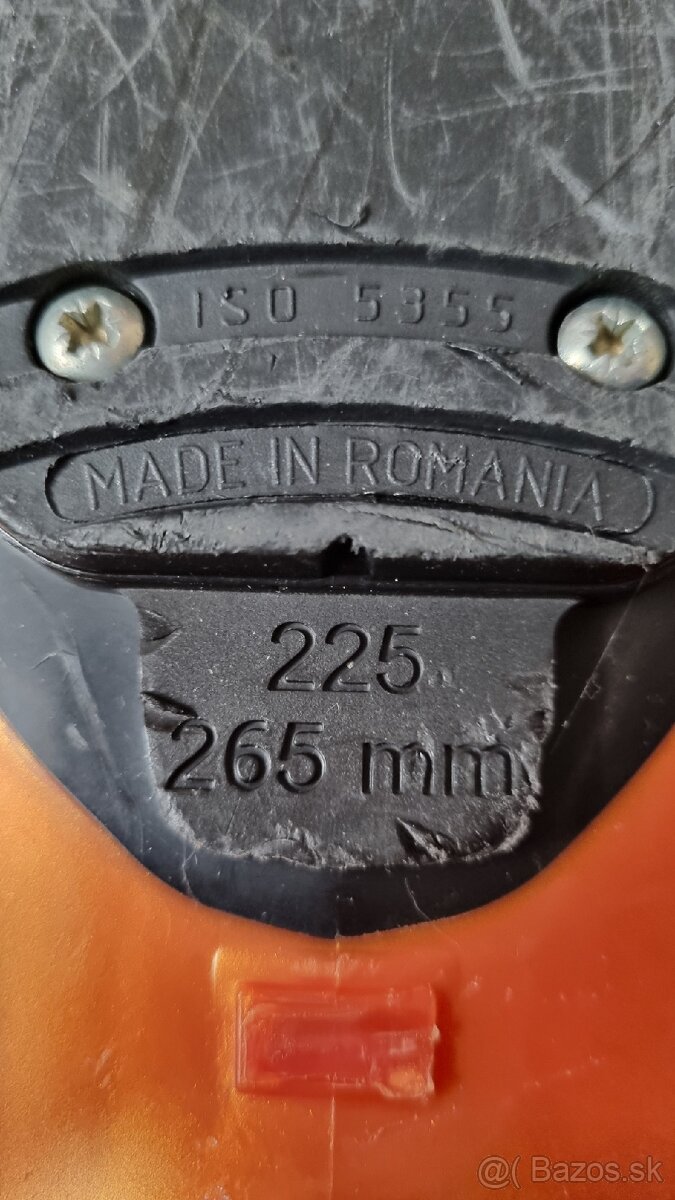 ISO 5355
MADE IN ROMANIA
225
265 mm
@( Bazos.sk